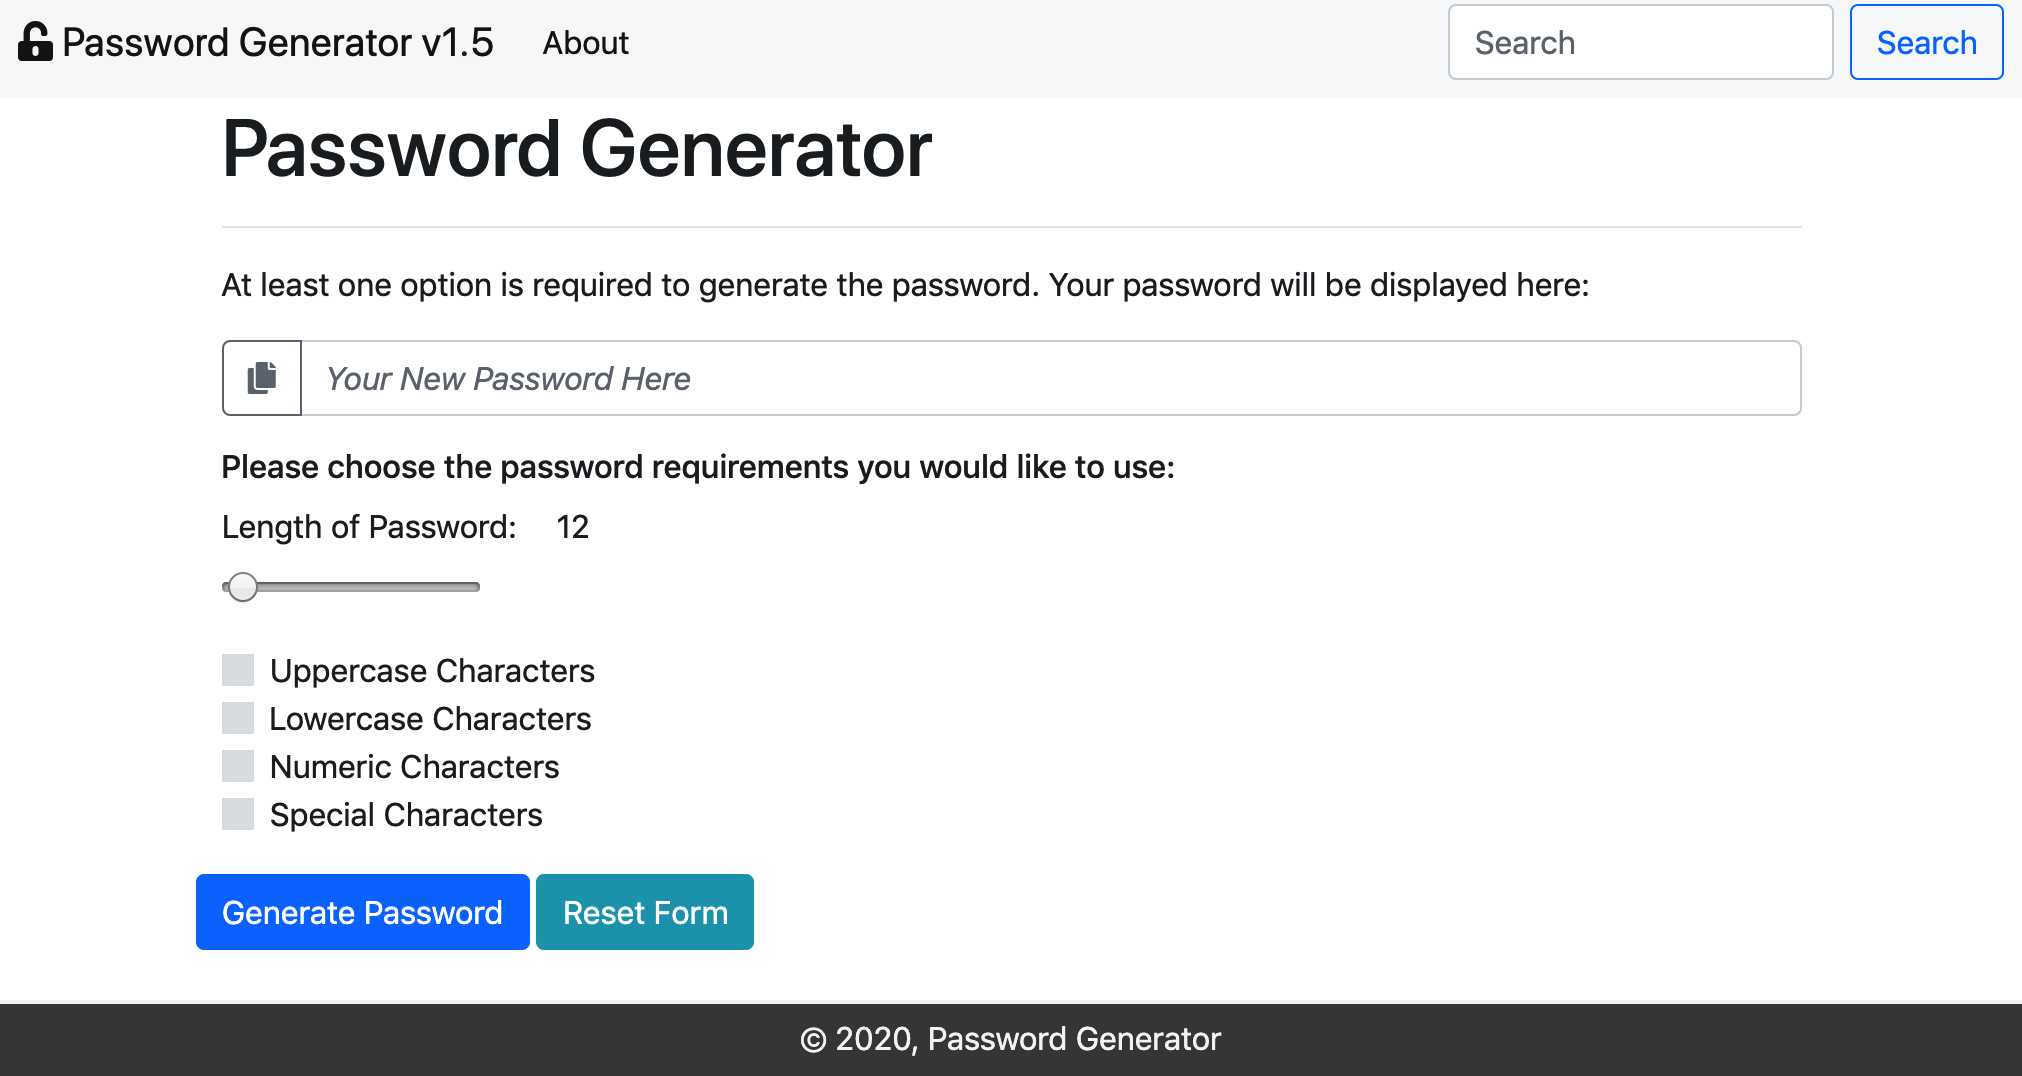 Password Generator v1.5 About Search Search
Password Generator
At least one option is required to generate the password. Your password will be displayed here:
Your New Password Here
Please choose the password requirements you would like to use:
Length of Password: 12
Uppercase Characters
Lowercase Characters
Numeric Characters
Special Characters
Generate Password Reset Form
© 2020, Password Generator